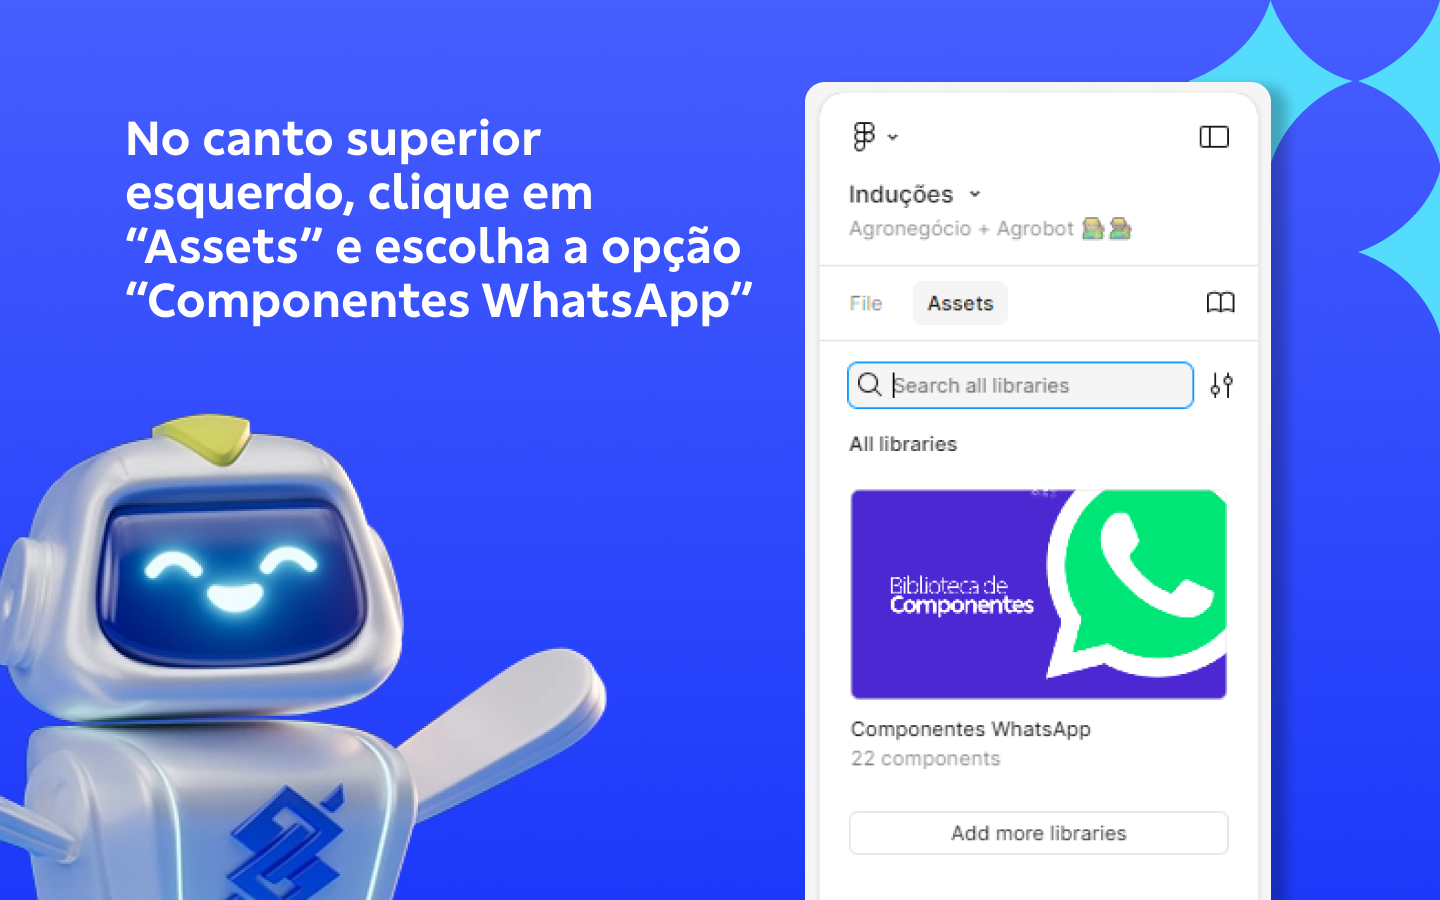 No canto superior
esquerdo, clique em
“Assets” e escolha a opção
“Componentes WhatsApp”
Induções
Agronegócio + Agrobot
File
Assets
Search all libraries
All libraries
Biblioteca de
Componentes
Componentes WhatsApp
22 components
Add more libraries